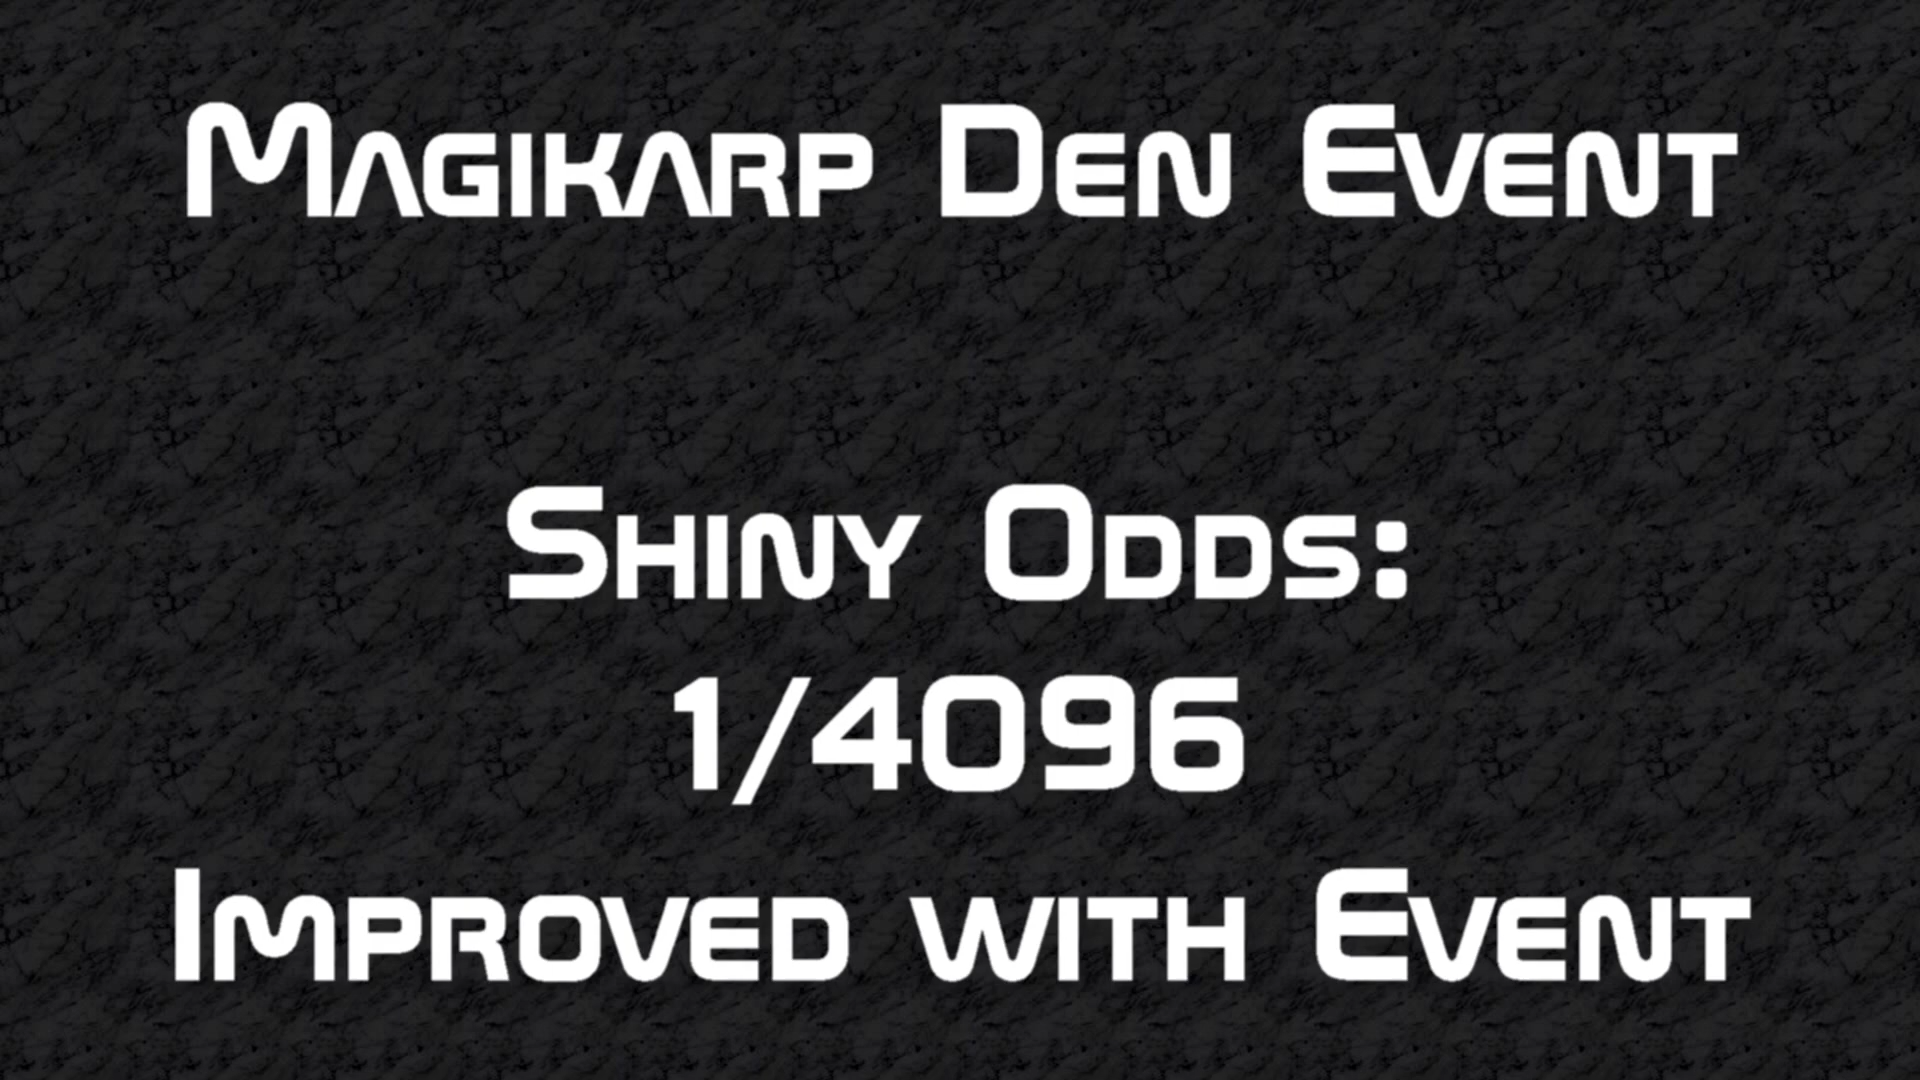 Magikarp Den Event
Shiny Odds:
1/4096
Improved with Event